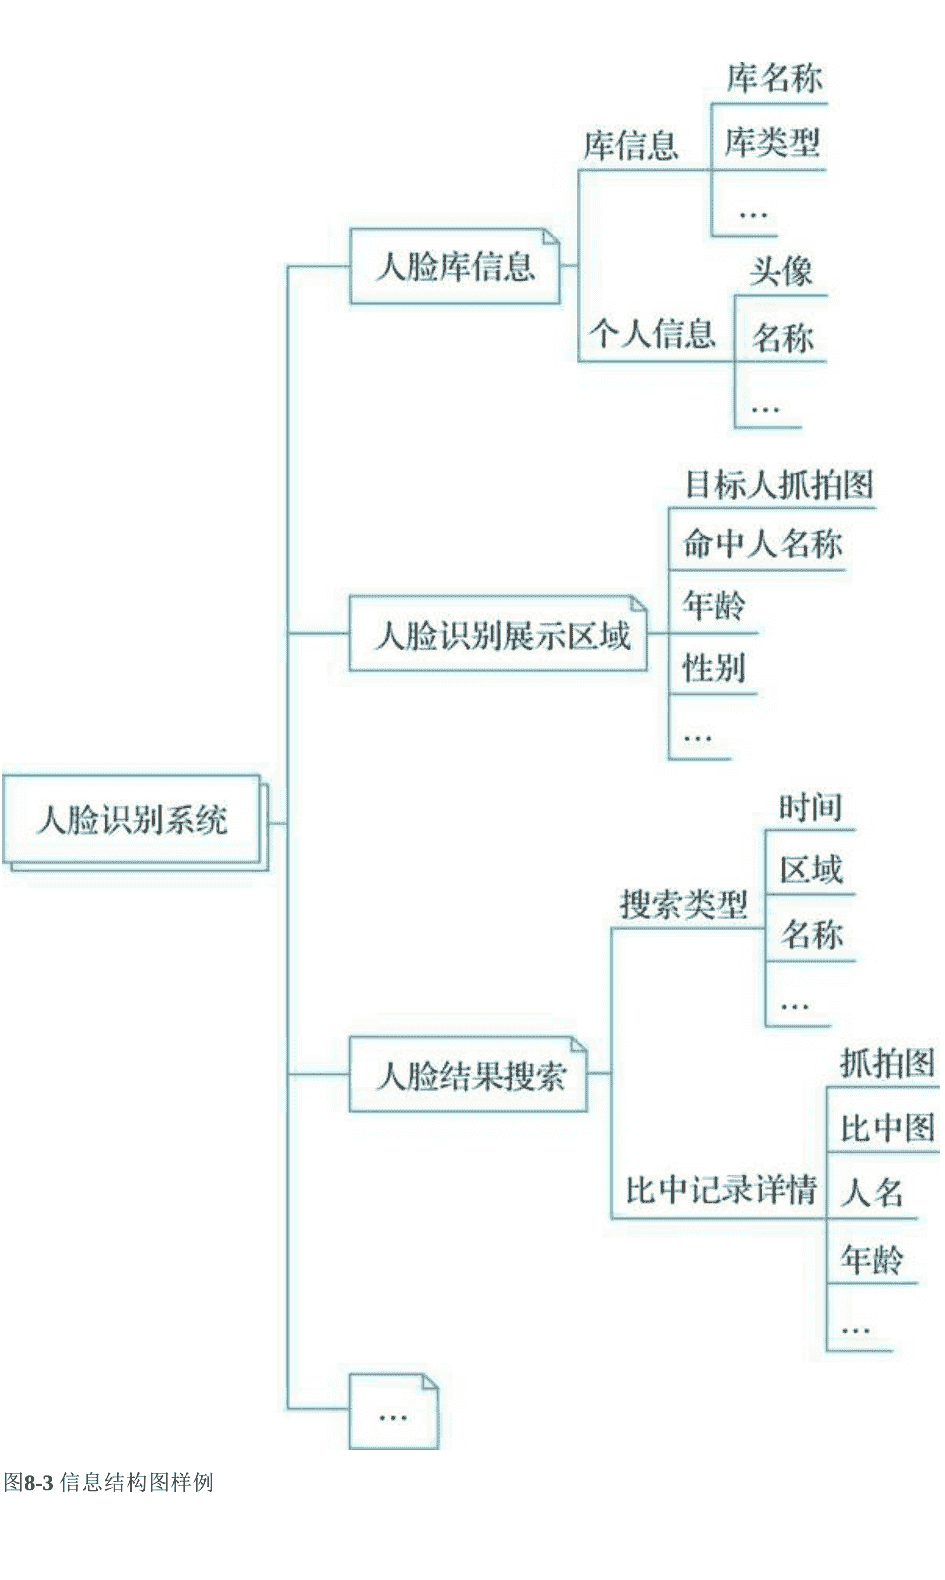 库名称
库信息
库类型
…
人脸库信息
头像
个人信息
名称
…
目标人抓拍图
命中人名称
年龄
人脸识别展示区域
性别
…
人脸识别系统
时间
区域
搜索类型
名称
…
人脸结果搜索
抓拍图
比中图
比中记录详情
人名
年龄
…
…
图8-3 信息结构图样例